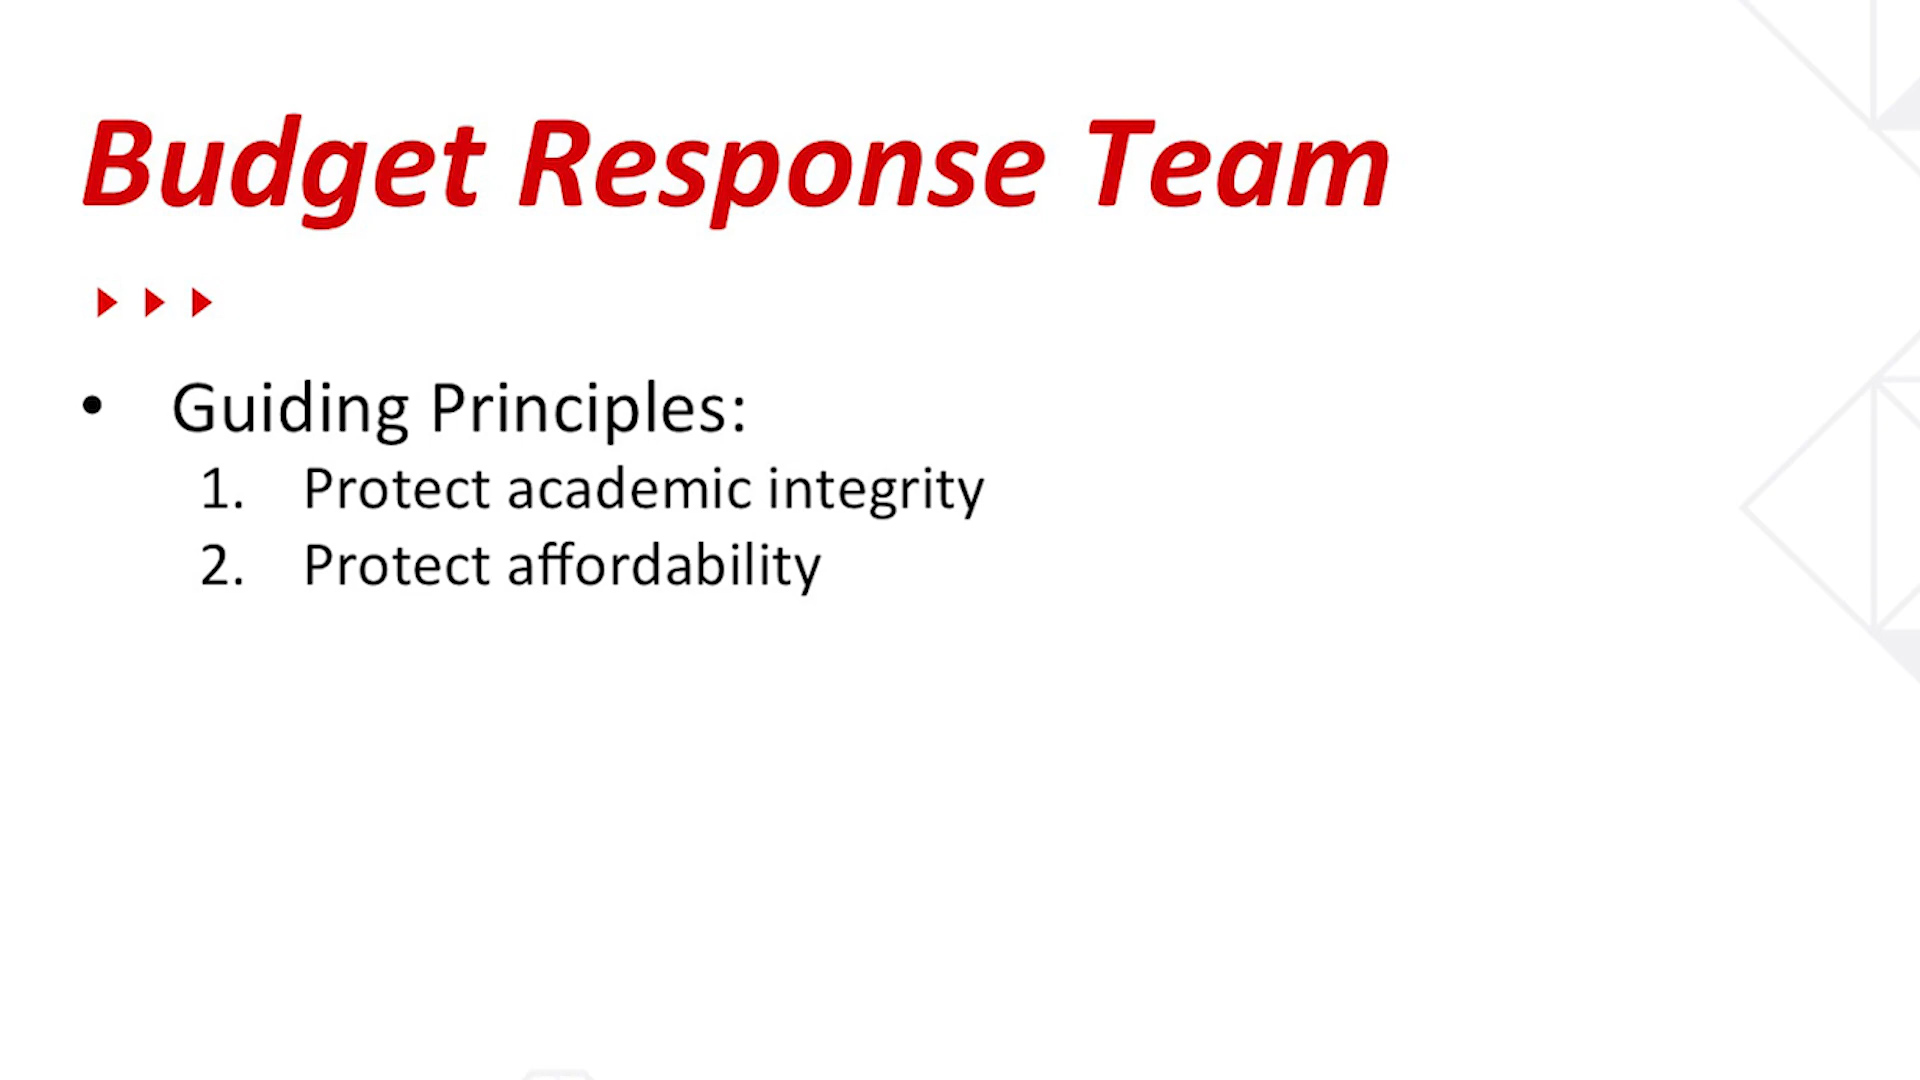 Budget Response Team
• Guiding Principles:
1. Protect academic integrity
2. Protect affordability